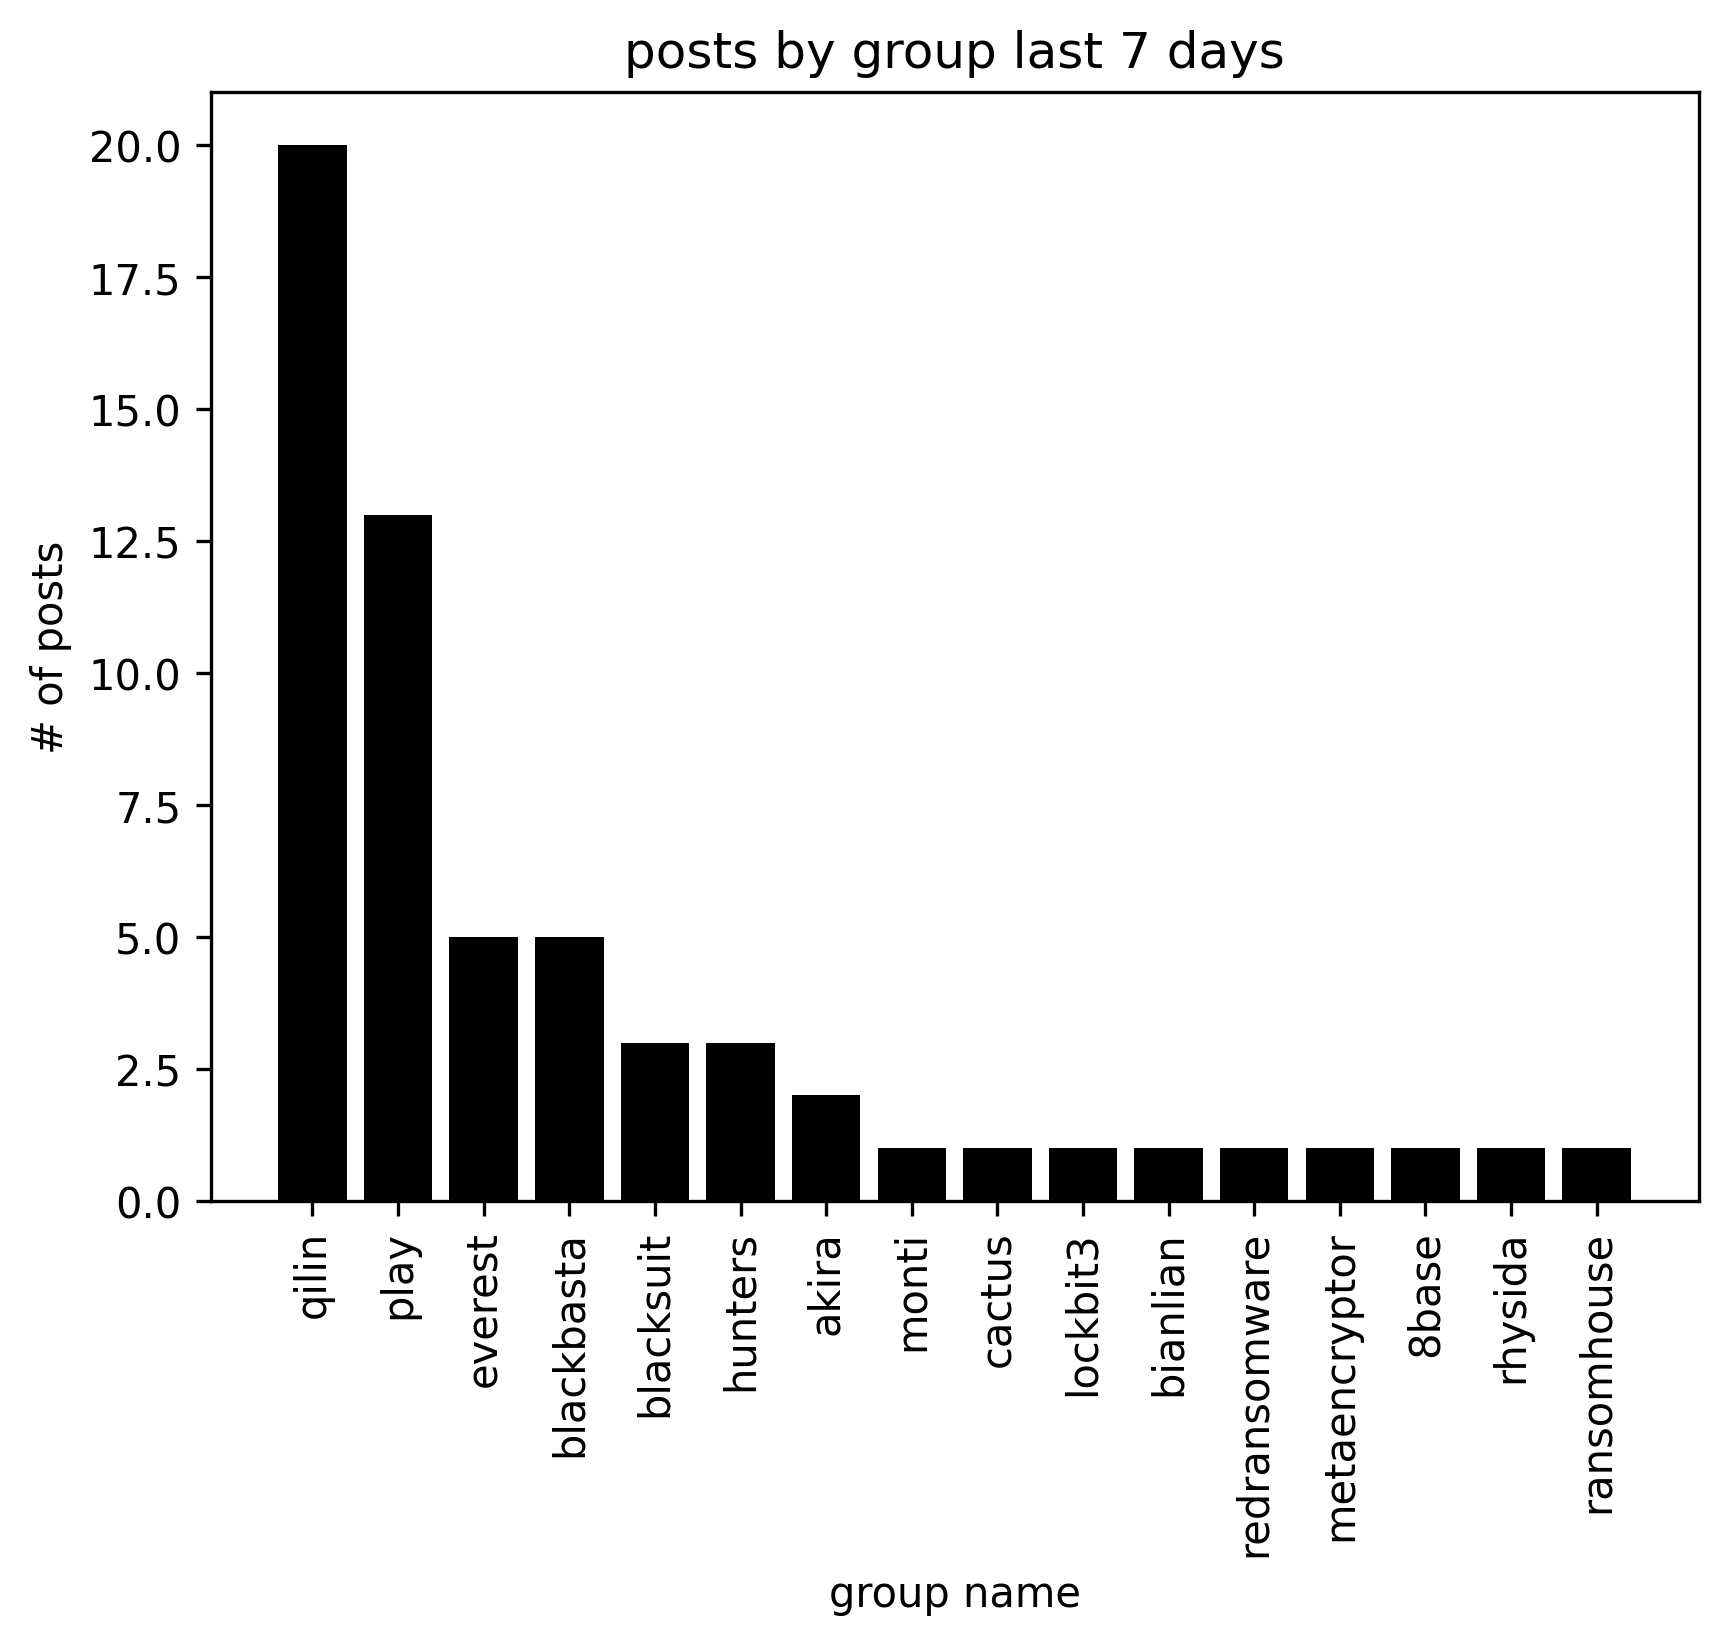 posts by group last 7 days
# of posts
20.0
17.5
15.0
12.5
10.0
7.5
5.0
2.5
0.0
qilin
play
everest
blackbasta
blacksuit
hunters
akira
monti
cactus
lockbit3
bianlian
redransomware
metaencryptor
8base
rhysida
ransomhouse
group name